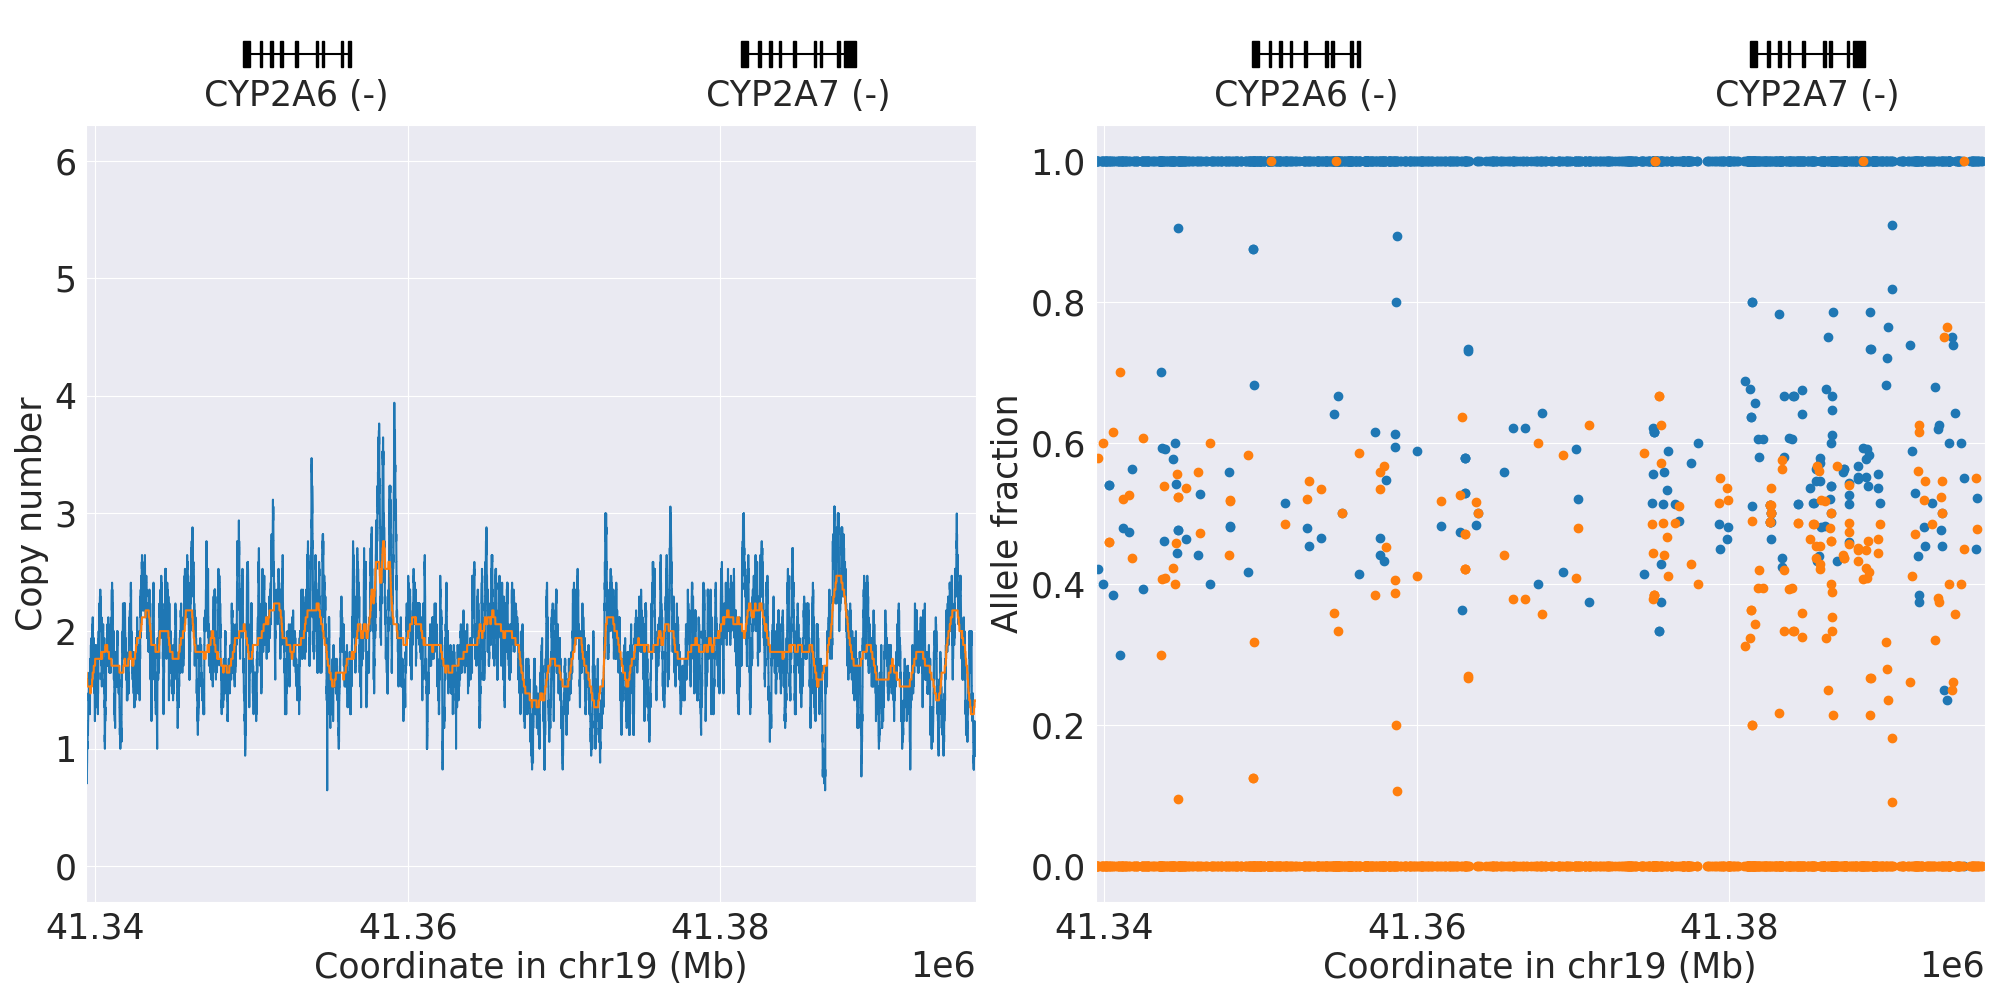 CYP2A6 (-) CYP2A7 (-)
CYP2A6 (-) CYP2A7 (-)
Copy number
6
5
4
3
2
1
0
41.34 41.36 41.38
Coordinate in chr19 (Mb) 1e6
Allele fraction
1.0
0.8
0.6
0.4
0.2
0.0
41.34 41.36 41.38
Coordinate in chr19 (Mb) 1e6